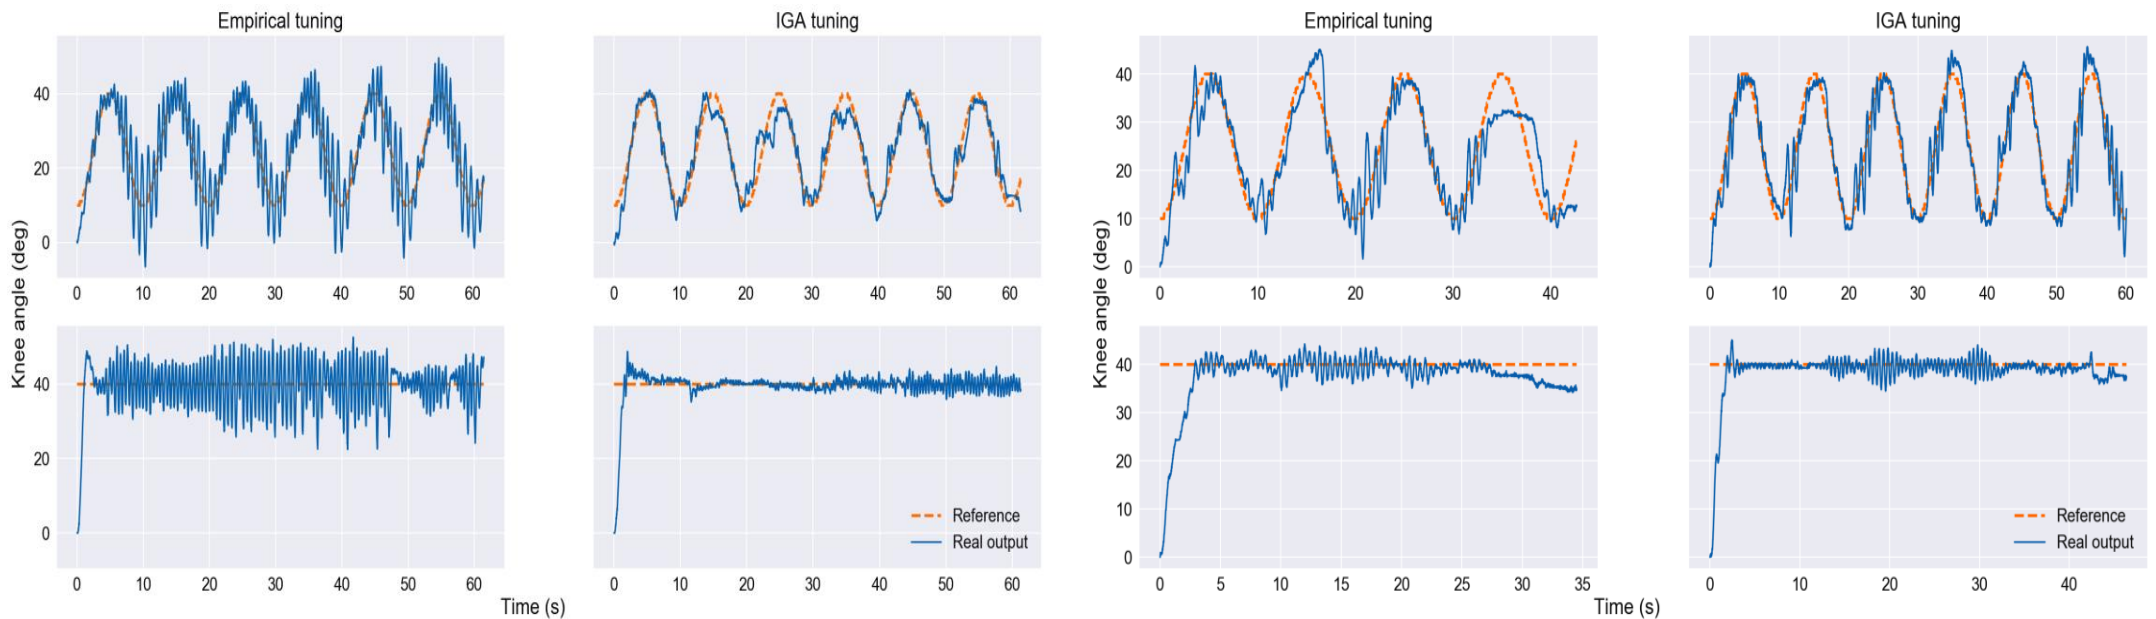 Empirical tuning
IGA tuning
Empirical tuning
IGA tuning
Knee angle (deg)
40
20
0
0 10 20 30 40 50 60
0 10 20 30 40 50 60
Knee angle (deg)
40
30
20
10
0
0 10 20 30 40
0 10 20 30 40 50 60
40
20
0
0 10 20 30 40 50 60
Reference
Real output
0 10 20 30 40 50 60
Time (s)
40
30
20
10
0
0 5 10 15 20 25 30 35
Reference
Real output
0 10 20 30 40
Time (s)